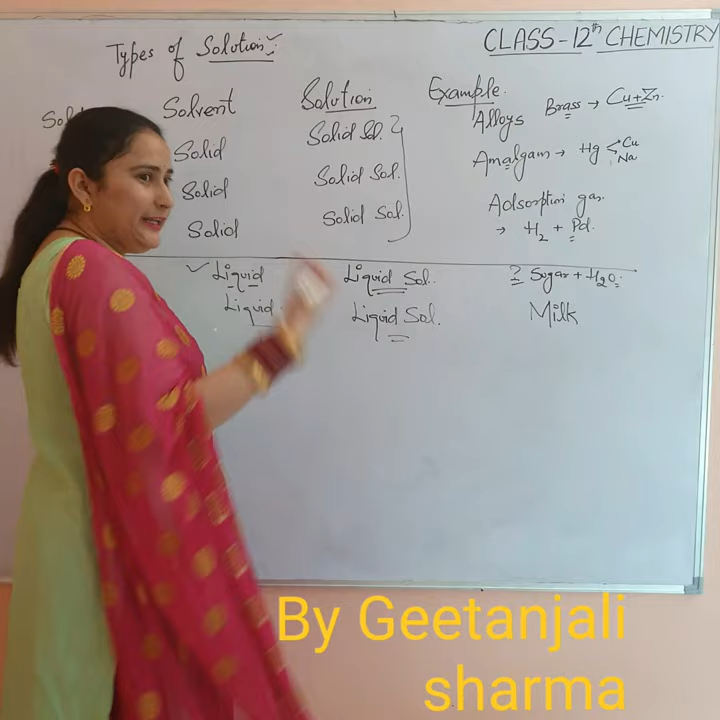 Types of Solution
CLASS-12th CHEMISTRY
Solvent Solution Example.
Solid Solid Sol. Alloys Brass → Cu+Zn.
Solid Solid Sol. Amalgam → Hg < Cu Na
Solid Solid Sol. Adsorption gas.
→ H2 + Pd.
✓ Liquid Liquid Sol. Sugar + H2O.
Liquid Liquid Sol. Milk
By Geetanjali
sharma